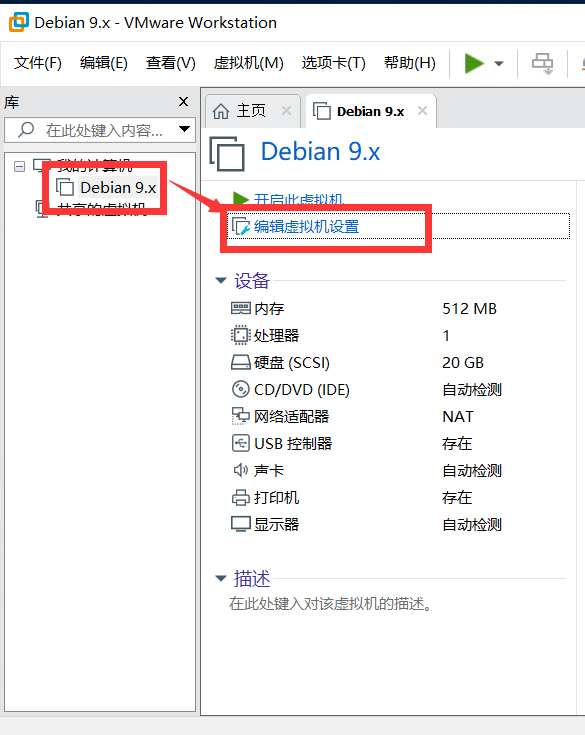 Debian 9.x - VMware Workstation
文件(F) 编辑(E) 查看(V) 虚拟机(M) 选项卡(T) 帮助(H)
库
在此处键入内容...
我的计算机
Debian 9.x
共享的虚拟机
主页
Debian 9.x
Debian 9.x
开启此虚拟机
编辑虚拟机设置
设备
内存 512 MB
处理器 1
硬盘 (SCSI) 20 GB
CD/DVD (IDE) 自动检测
网络适配器 NAT
USB 控制器 存在
声卡 自动检测
打印机 存在
显示器 自动检测
描述
在此处键入对该虚拟机的描述。